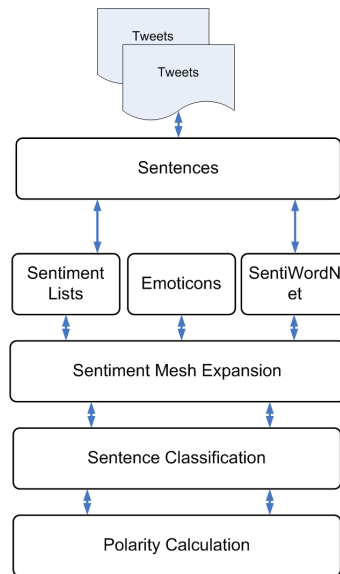 Tweets
Tweets
Sentences
Sentiment
Lists
Emoticons
SentiWordN
et
Sentiment Mesh Expansion
Sentence Classification
Polarity Calculation